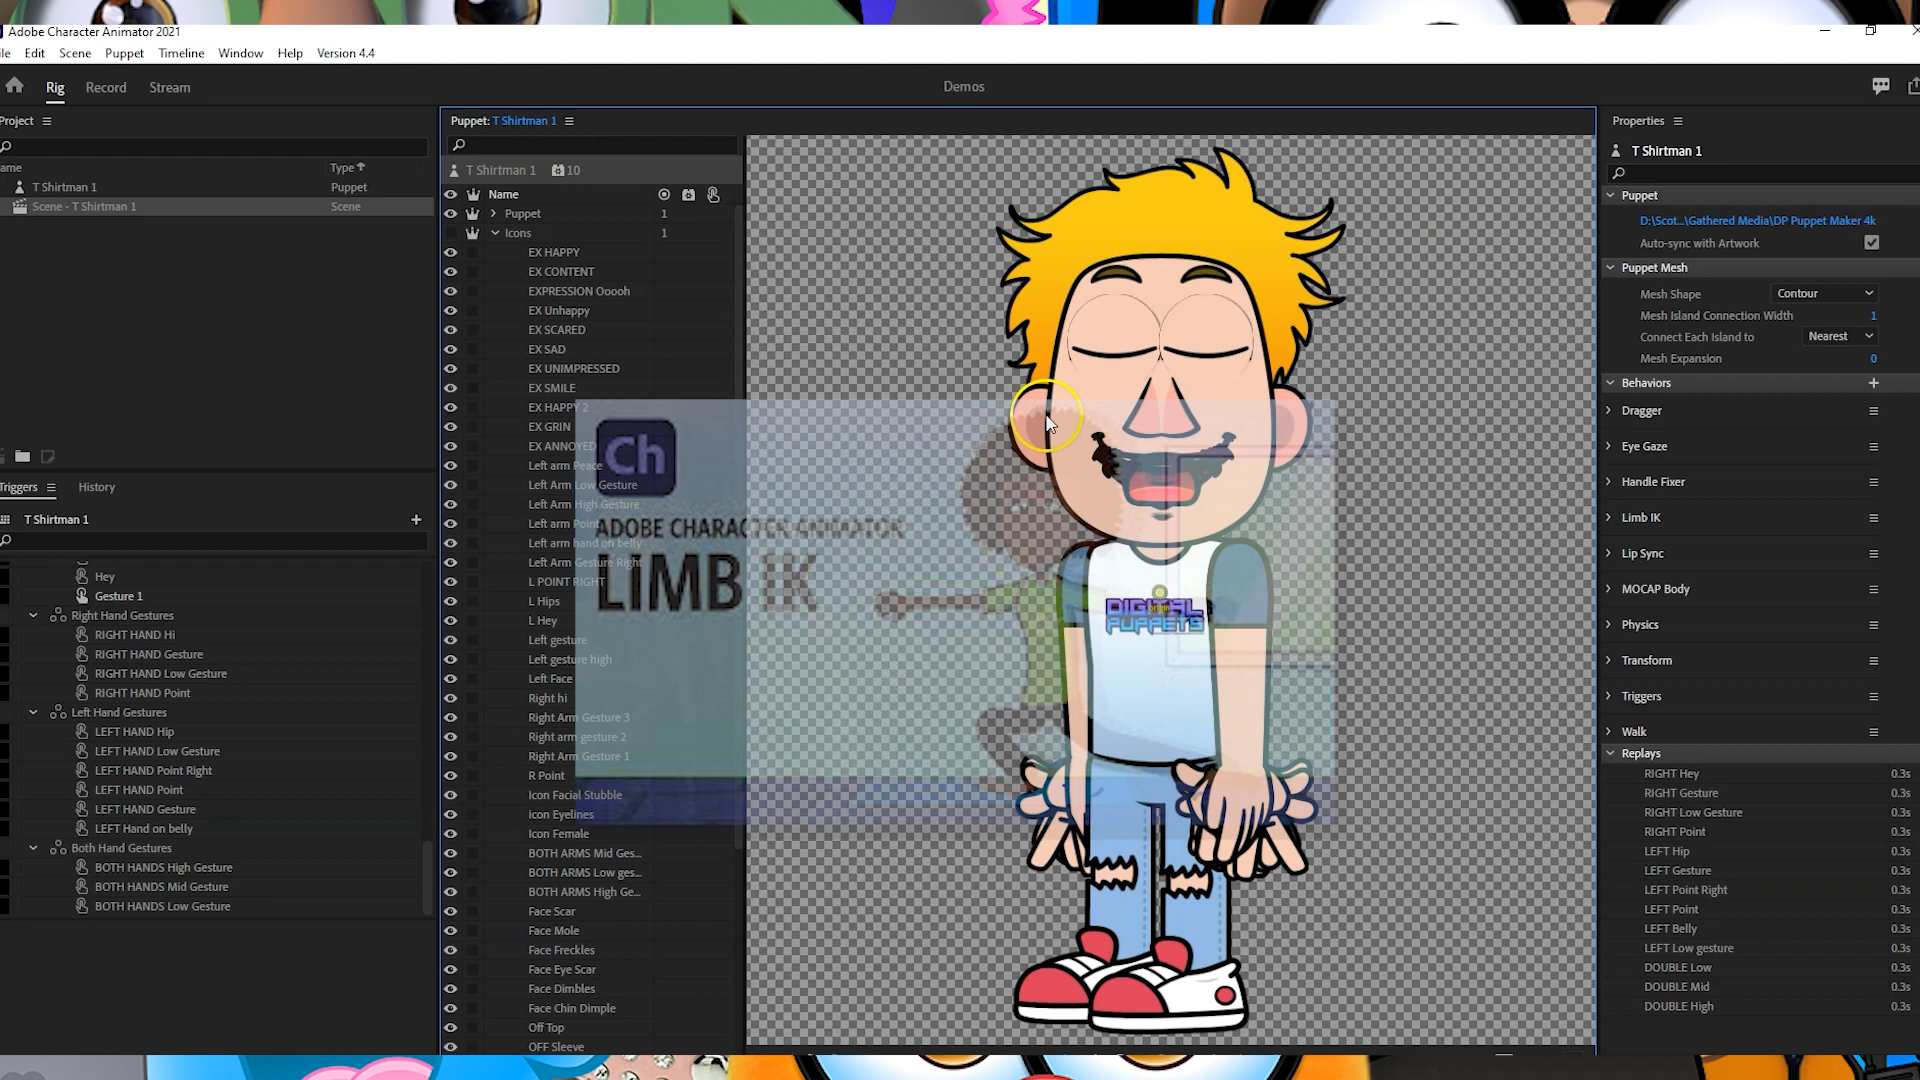 Adobe Character Animator 2021
Edit Scene Puppet Timeline Window Help Version 4.4
Rig Record Stream
Demos
Project
Type
T Shirtman 1 Puppet
Scene - T Shirtman 1 Scene
Triggers History
T Shirtman 1
Hey
Gesture 1
Right Hand Gestures
RIGHT HAND Hi
RIGHT HAND Gesture
RIGHT HAND Low Gesture
RIGHT HAND Point
Left Hand Gestures
LEFT HAND Hip
LEFT HAND Low Gesture
LEFT HAND Point Right
LEFT HAND Point
LEFT HAND Gesture
LEFT Hand on belly
Both Hand Gestures
BOTH HANDS High Gesture
BOTH HANDS Mid Gesture
BOTH HANDS Low Gesture
Puppet: T Shirtman 1
T Shirtman 1 10
Name
Puppet 1
Icons 1
EX HAPPY
EX CONTENT
EXPRESSION Ooooh
EX Unhappy
EX SCARED
EX SAD
EX UNIMPRESSED
EX SMILE
EX HAPPY 2
EX GRIN
EX ANNOYED
Left arm Peace
Left Arm Low Gesture
Left Arm High Gesture
Left arm Point
Left arm hand on belly
Left Arm Gesture Right
L POINT RIGHT
L Hips
L Hey
Left gesture
Left gesture high
Left Face
Right hi
Right Arm Gesture 3
Right arm gesture 2
Right Arm Gesture 1
R Point
Icon Facial Stubble
icon Eyelines
Icon Female
BOTH ARMS Mid Ges...
BOTH ARMS Low ges...
BOTH ARMS High Ge...
Face Scar
Face Mole
Face Freckles
Face Eye Scar
Face Dimbles
Face Chin Dimple
Off Top
OFF Sleeve
Ch
ADOBE CHARACTER ANIMATOR
LIMB IK
DIGITAL
PUPPETS
origin
Properties
T Shirtman 1
Puppet
D:\Scot...\Gathered Media\DP Puppet Maker 4k
Auto-sync with Artwork
Puppet Mesh
Mesh Shape Contour
Mesh Island Connection Width 1
Connect Each Island to Nearest
Mesh Expansion 0
Behaviors +
Dragger
Eye Gaze
Handle Fixer
Limb IK
Lip Sync
MOCAP Body
Physics
Transform
Triggers
Walk
Replays
RIGHT Hey 0.3s
RIGHT Gesture 0.3s
RIGHT Low Gesture 0.3s
RIGHT Point 0.3s
LEFT Hip 0.3s
LEFT Gesture 0.3s
LEFT Point Right 0.3s
LEFT Point 0.3s
LEFT Belly 0.3s
LEFT Low gesture 0.3s
DOUBLE Low 0.3s
DOUBLE Mid 0.3s
DOUBLE High 0.3s